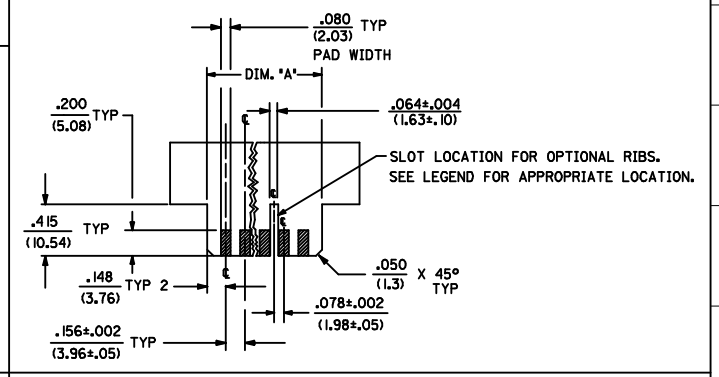 .080 TYP
(2.03)
PAD WIDTH
DIM. "A"
.200 TYP
(5.08)
.064±.004
(1.63±.10)
SLOT LOCATION FOR OPTIONAL RIBS.
SEE LEGEND FOR APPROPRIATE LOCATION.
.415 TYP
(10.54)
.050 X 45°
(1.3) TYP
.148 TYP 2
(3.76)
.078±.002
(1.98±.05)
.156±.002 TYP
(3.96±.05)